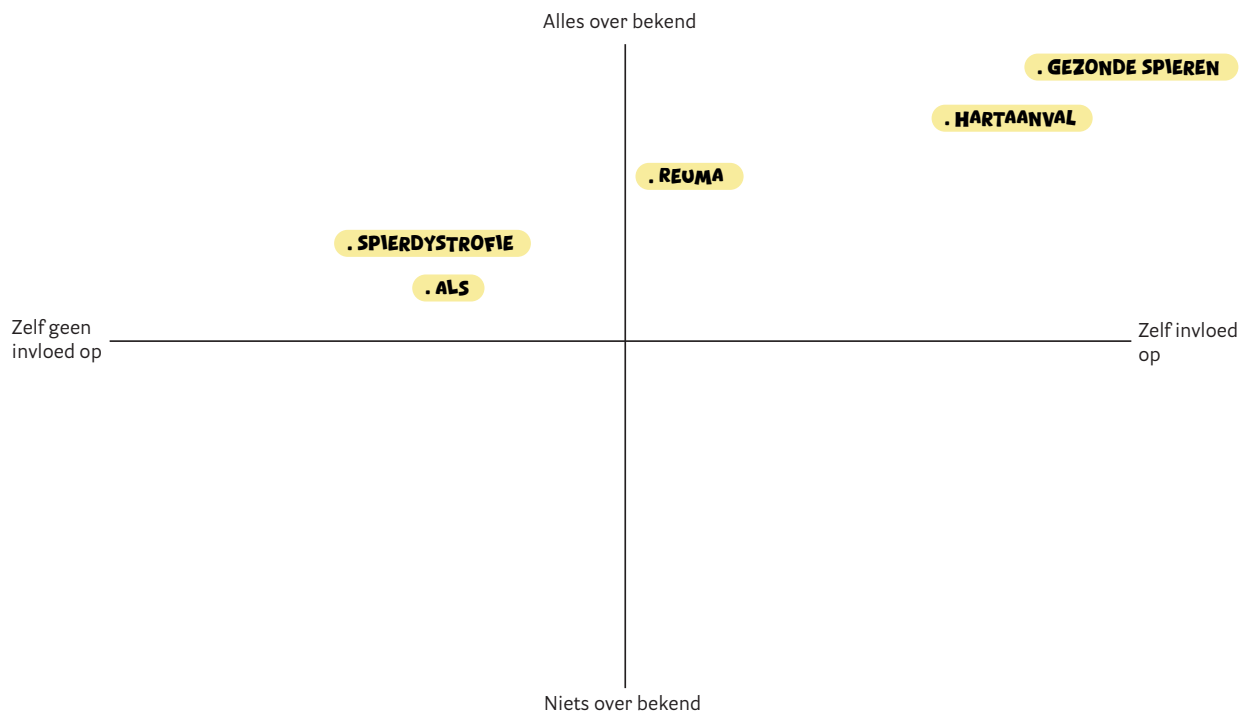 Alles over bekend
. GEZONDE SPIEREN
. HARTAANVAL
. REUMA
. SPIERDYSTROFIE
. ALS
Zelf geen
invloed op
Zelf invloed
op
Niets over bekend